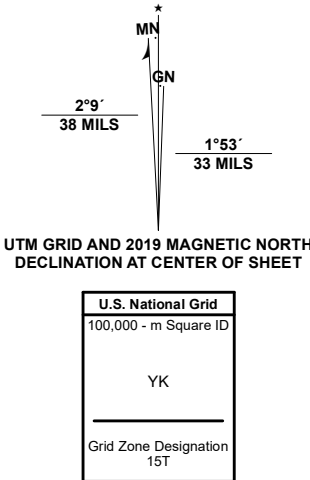 MN
GN
2°9´
38 MILS
1°53´
33 MILS
UTM GRID AND 2019 MAGNETIC NORTH
DECLINATION AT CENTER OF SHEET
U.S. National Grid
100,000 - m Square ID
YK
Grid Zone Designation
15T